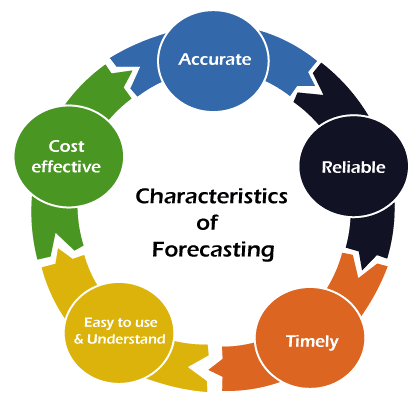 Accurate
Reliable
Timely
Easy to use
& Understand
Cost
effective
Characteristics
of
Forecasting